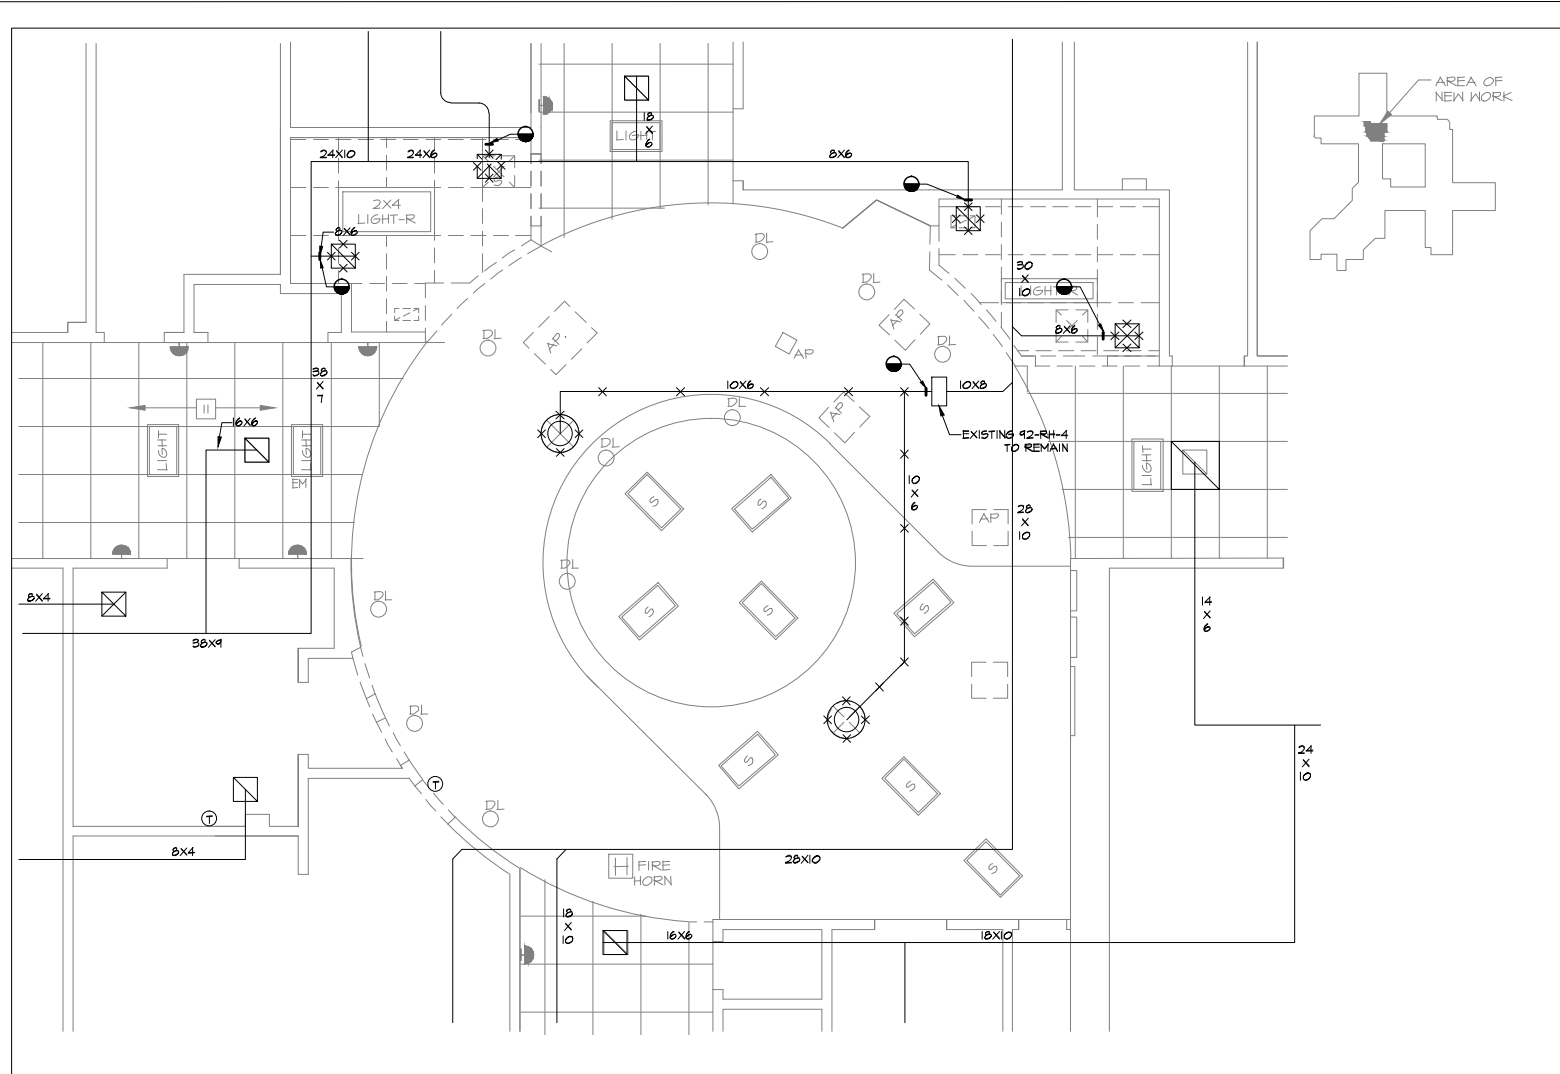 AREA OF
NEW WORK
18
X
6
LIGHT
24X10
24X6
8X6
2X4
LIGHT-R
8X6
DL
30
X
10
LIGHT-R
DL
AP
8X6
DL
AP.
AP
DL
38
X
7
10X6
10X8
DL
AP
II
16X6
EXISTING 92-RH-4
TO REMAIN
DL
LIGHT
LIGHT
LIGHT
EM
S
S
10
X
6
AP
28
X
10
DL
8X4
S
S
S
DL
14
X
6
38X9
DL
24
X
10
S
S
T
DL
T
8X4
28X10
H
FIRE
HORN
S
18
X
10
16X6
18X10